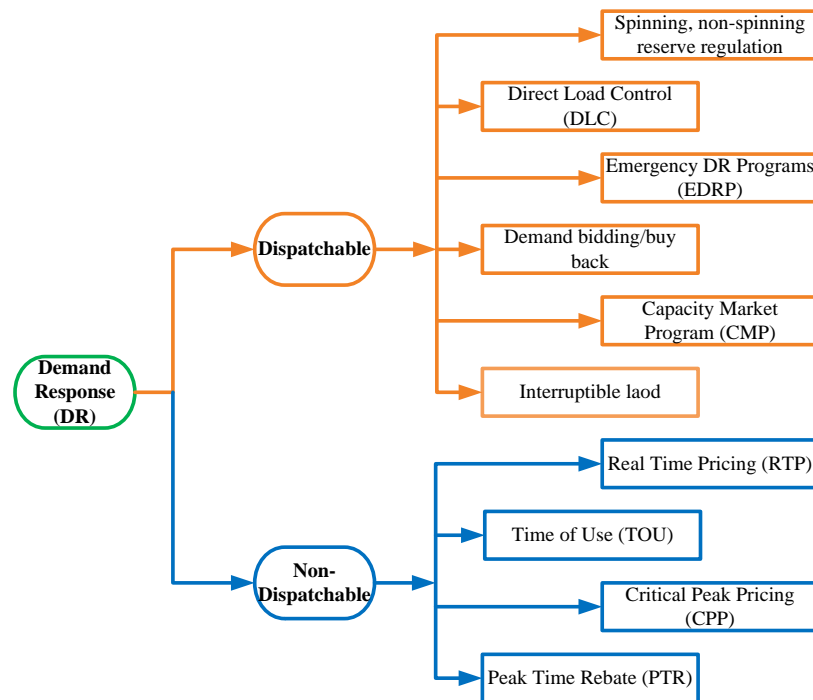 Spinning, non-spinning
reserve regulation
Direct Load Control
(DLC)
Emergency DR Programs
(EDRP)
Dispatchable
Demand bidding/buy
back
Capacity Market
Program (CMP)
Demand
Response
(DR)
Interruptible laod
Real Time Pricing (RTP)
Time of Use (TOU)
Non-
Dispatchable
Critical Peak Pricing
(CPP)
Peak Time Rebate (PTR)